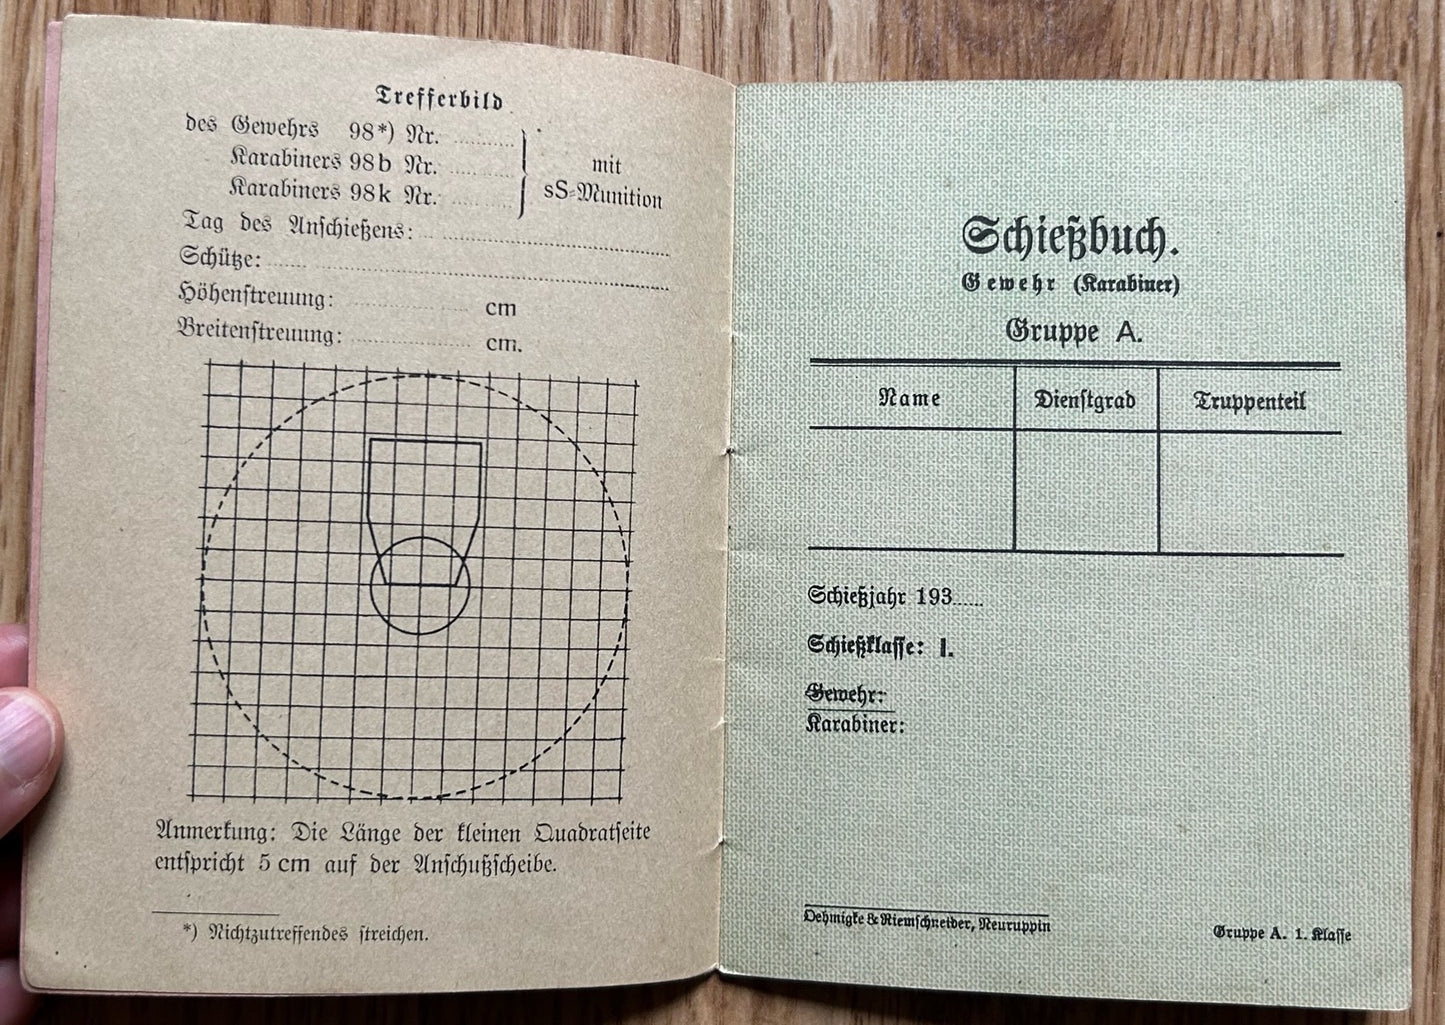 Trefferbild
des Gewehrs 98*) Nr. ............
Karabiners 98b Nr. ............
Karabiners 98k Nr. ............
mit
sS-Munition
Tag des Anschießens: ............
Schütze: ............
Höhenstreuung: ............ cm
Breitenstreuung: ............ cm.
Anmerkung: Die Länge der kleinen Quadratseite
entspricht 5 cm auf der Anschußscheibe.
*) Nichtzutreffendes streichen.
Schießbuch.
Gewehr (Karabiner)
Gruppe A.
Name Dienstgrad Truppenteil
Schießjahr 193......
Schießklasse: I.
Gewehr:
Karabiner:
Oehmigke & Riemschneider, Neuruppin
Gruppe A. 1. Klasse